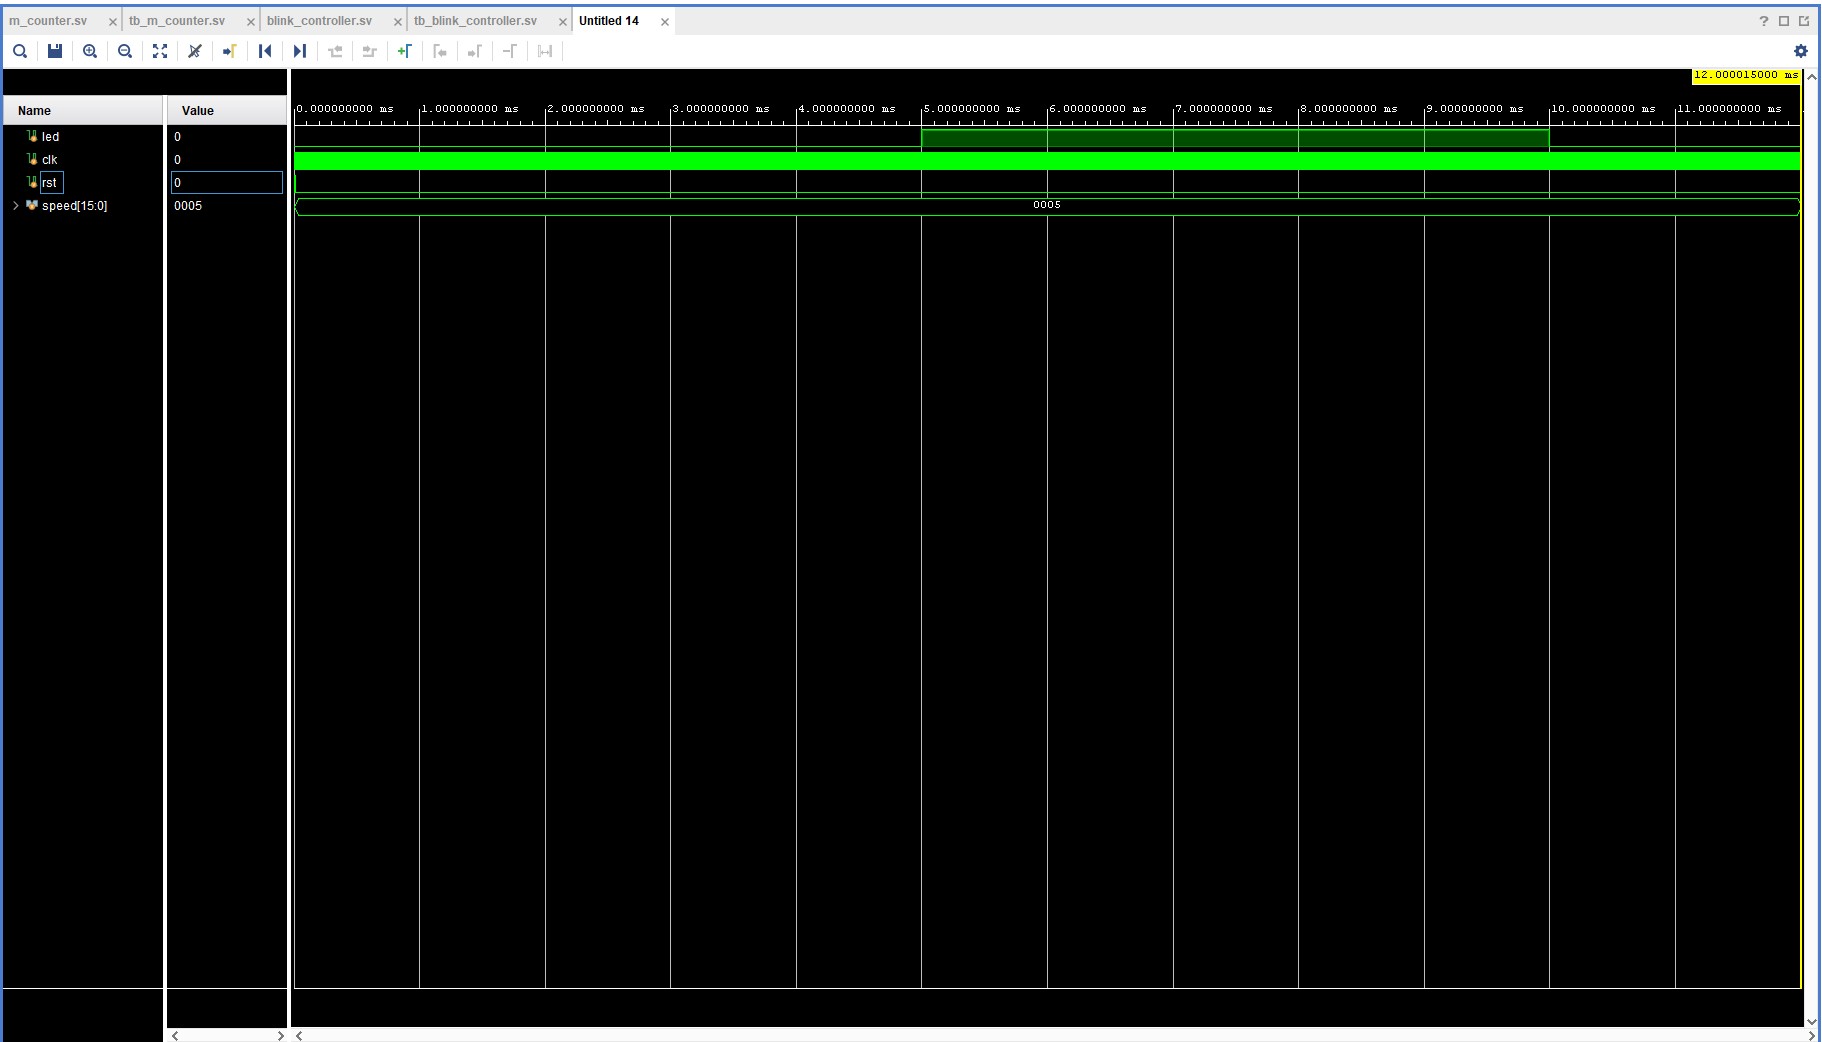 m_counter.sv tb_m_counter.sv blink_controller.sv tb_blink_controller.sv Untitled 14
12.000015000 ms
Name Value
0.000000000 ms 1.000000000 ms 2.000000000 ms 3.000000000 ms 4.000000000 ms 5.000000000 ms 6.000000000 ms 7.000000000 ms 8.000000000 ms 9.000000000 ms 10.000000000 ms 11.000000000 ms
led 0
clk 0
rst 0
speed[15:0] 0005 0005